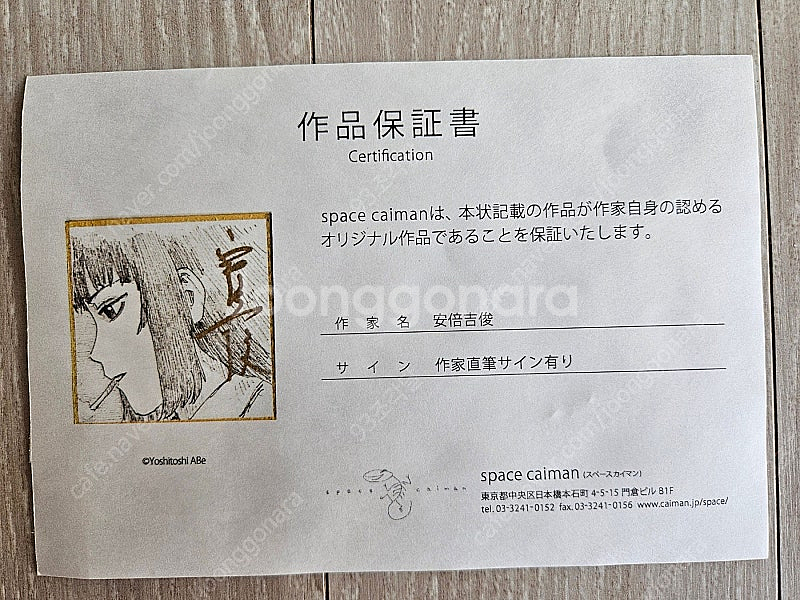 作品保証書
Certification
space caimanは、本状記載の作品が作家自身の認める
オリジナル作品であることを保証いたします。
作家名 安倍吉俊
サイン 作家直筆サイン有り
©Yoshitoshi ABe
space caiman
space caiman (スペースカイマン)
東京都中央区日本橋本石町 4-5-15 門倉ビル B1F
tel. 03-3241-0152 fax. 03-3241-0156 www.caiman.jp/space/
joonggonara
cafe.naver.com/joonggonara